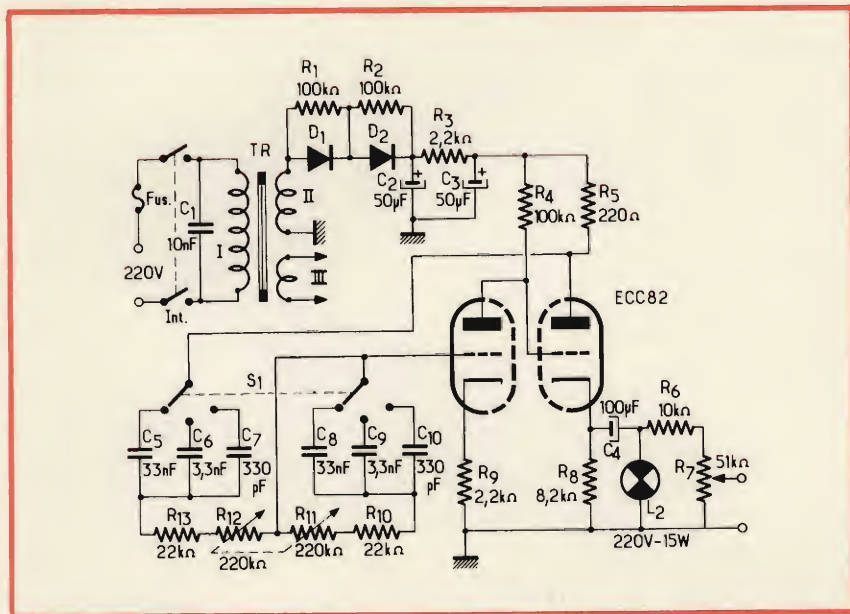 R1
100kΩ
R2
100kΩ
R3
2,2kΩ
D1
D2
TR
II
C2
50µF
+
C3
50µF
+
R4
100kΩ
R5
220Ω
Fus.
C1
10nF
I
III
220V
Int.
ECC82
S1
C5
33nF
C6
3,3nF
C7
330
pF
C8
33nF
C9
3,3nF
C10
330
pF
R13
22kΩ
R12
220kΩ
R11
220kΩ
R10
22kΩ
R9
2,2kΩ
R8
8,2kΩ
100µF
+
C4
R6
10kΩ
R7
51kΩ
L2
220V-15W